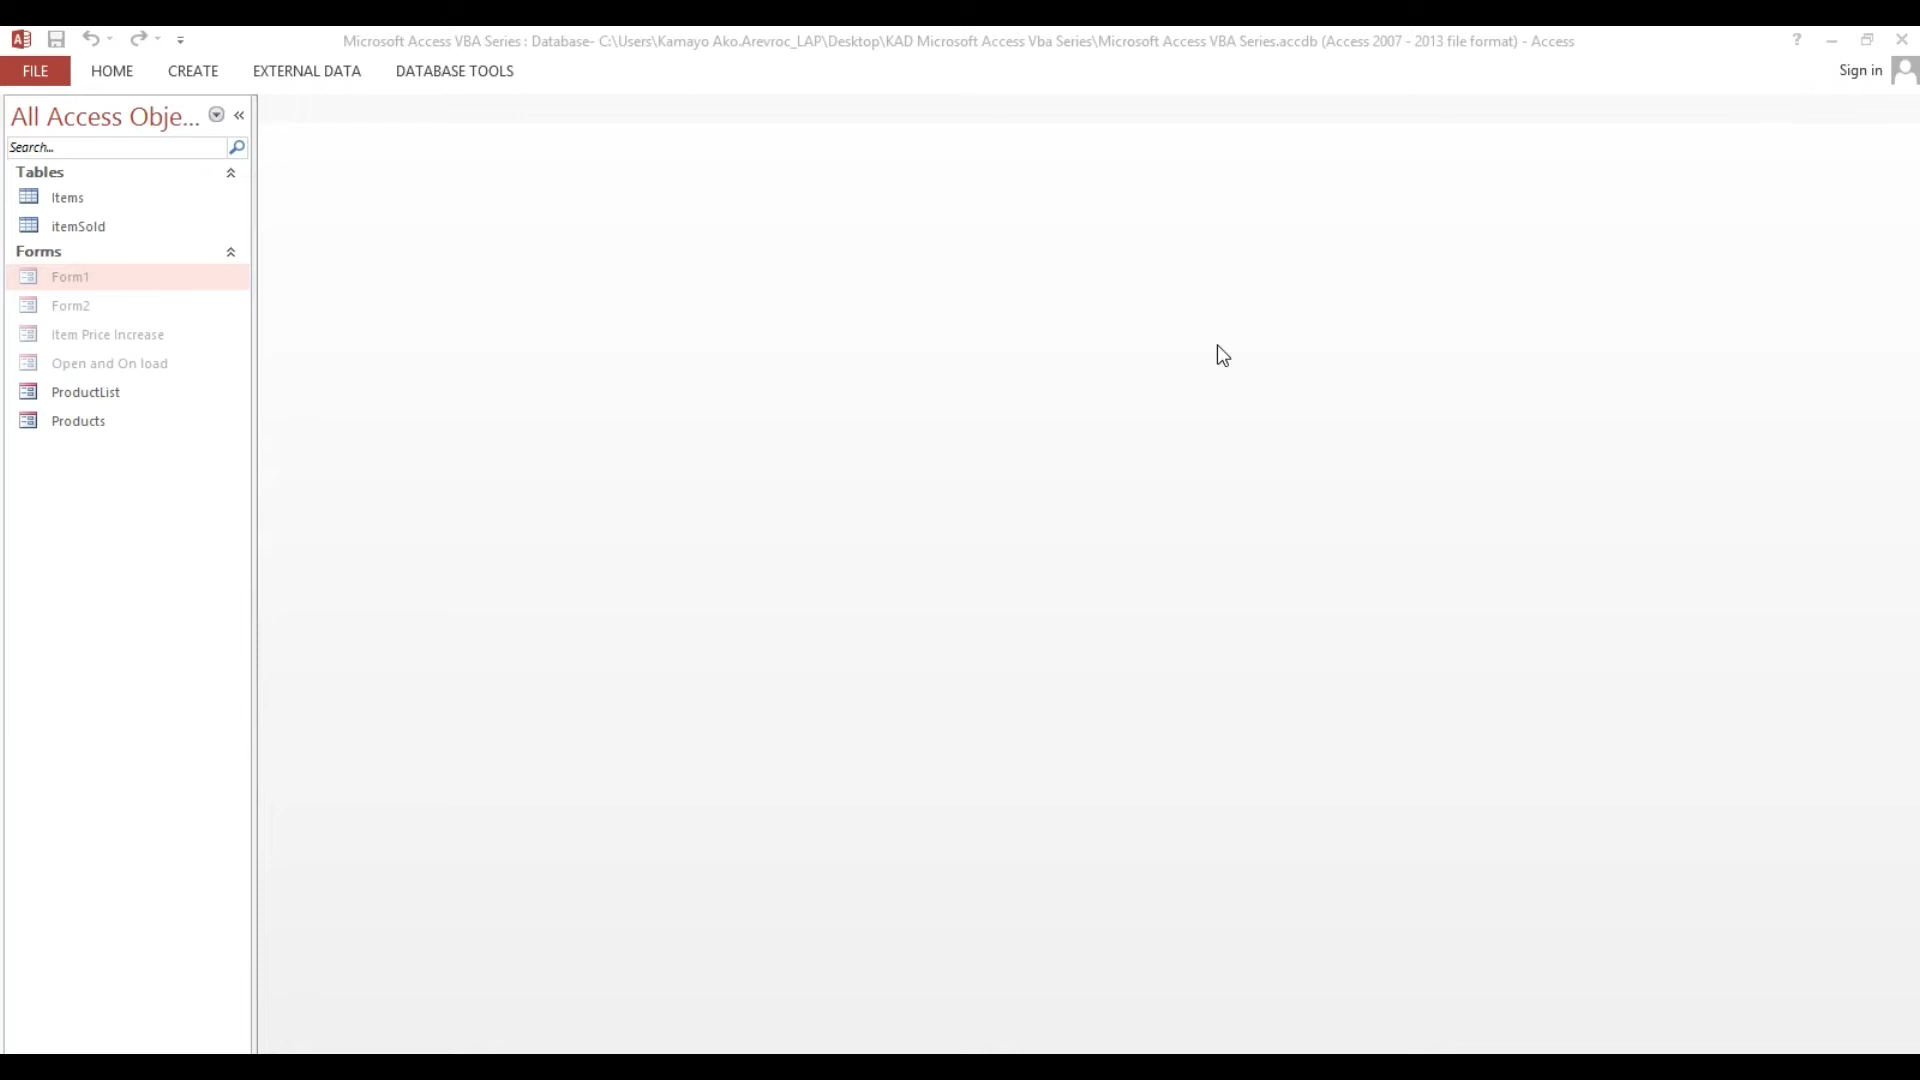 Microsoft Access VBA Series : Database- C:\Users\Kamayo Ako.Arevroc_LAP\Desktop\KAD Microsoft Access Vba Series\Microsoft Access VBA Series.accdb (Access 2007 - 2013 file format) - Access
FILE HOME CREATE EXTERNAL DATA DATABASE TOOLS Sign in
All Access Obje...
Search...
Tables
Items
itemSold
Forms
Form1
Form2
Item Price Increase
Open and On load
ProductList
Products